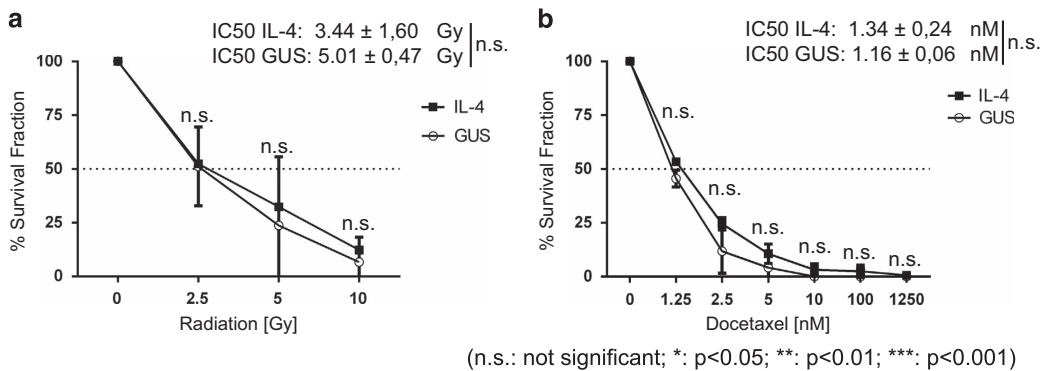 a
IC50 IL-4: 3.44 ± 1,60 Gy
IC50 GUS: 5.01 ± 0,47 Gy
n.s.
% Survival Fraction
100
75
50
25
0
n.s.
n.s.
n.s.
IL-4
GUS
0 2.5 5 10
Radiation [Gy]
b
IC50 IL-4: 1.34 ± 0,24 nM
IC50 GUS: 1.16 ± 0,06 nM
n.s.
% Survival Fraction
100
75
50
25
0
n.s.
n.s.
n.s.
n.s.
n.s.
n.s.
IL-4
GUS
0 1.25 2.5 5 10 100 1250
Docetaxel [nM]
(n.s.: not significant; *: p<0.05; **: p<0.01; ***: p<0.001)